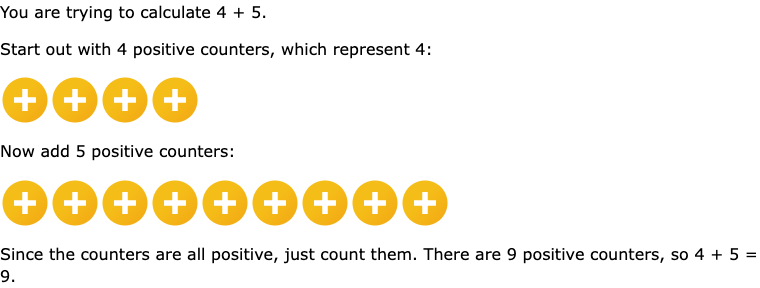 You are trying to calculate 4 + 5.
Start out with 4 positive counters, which represent 4:
+ + + +
Now add 5 positive counters:
+ + + + + + + + +
Since the counters are all positive, just count them. There are 9 positive counters, so 4 + 5 =
9.